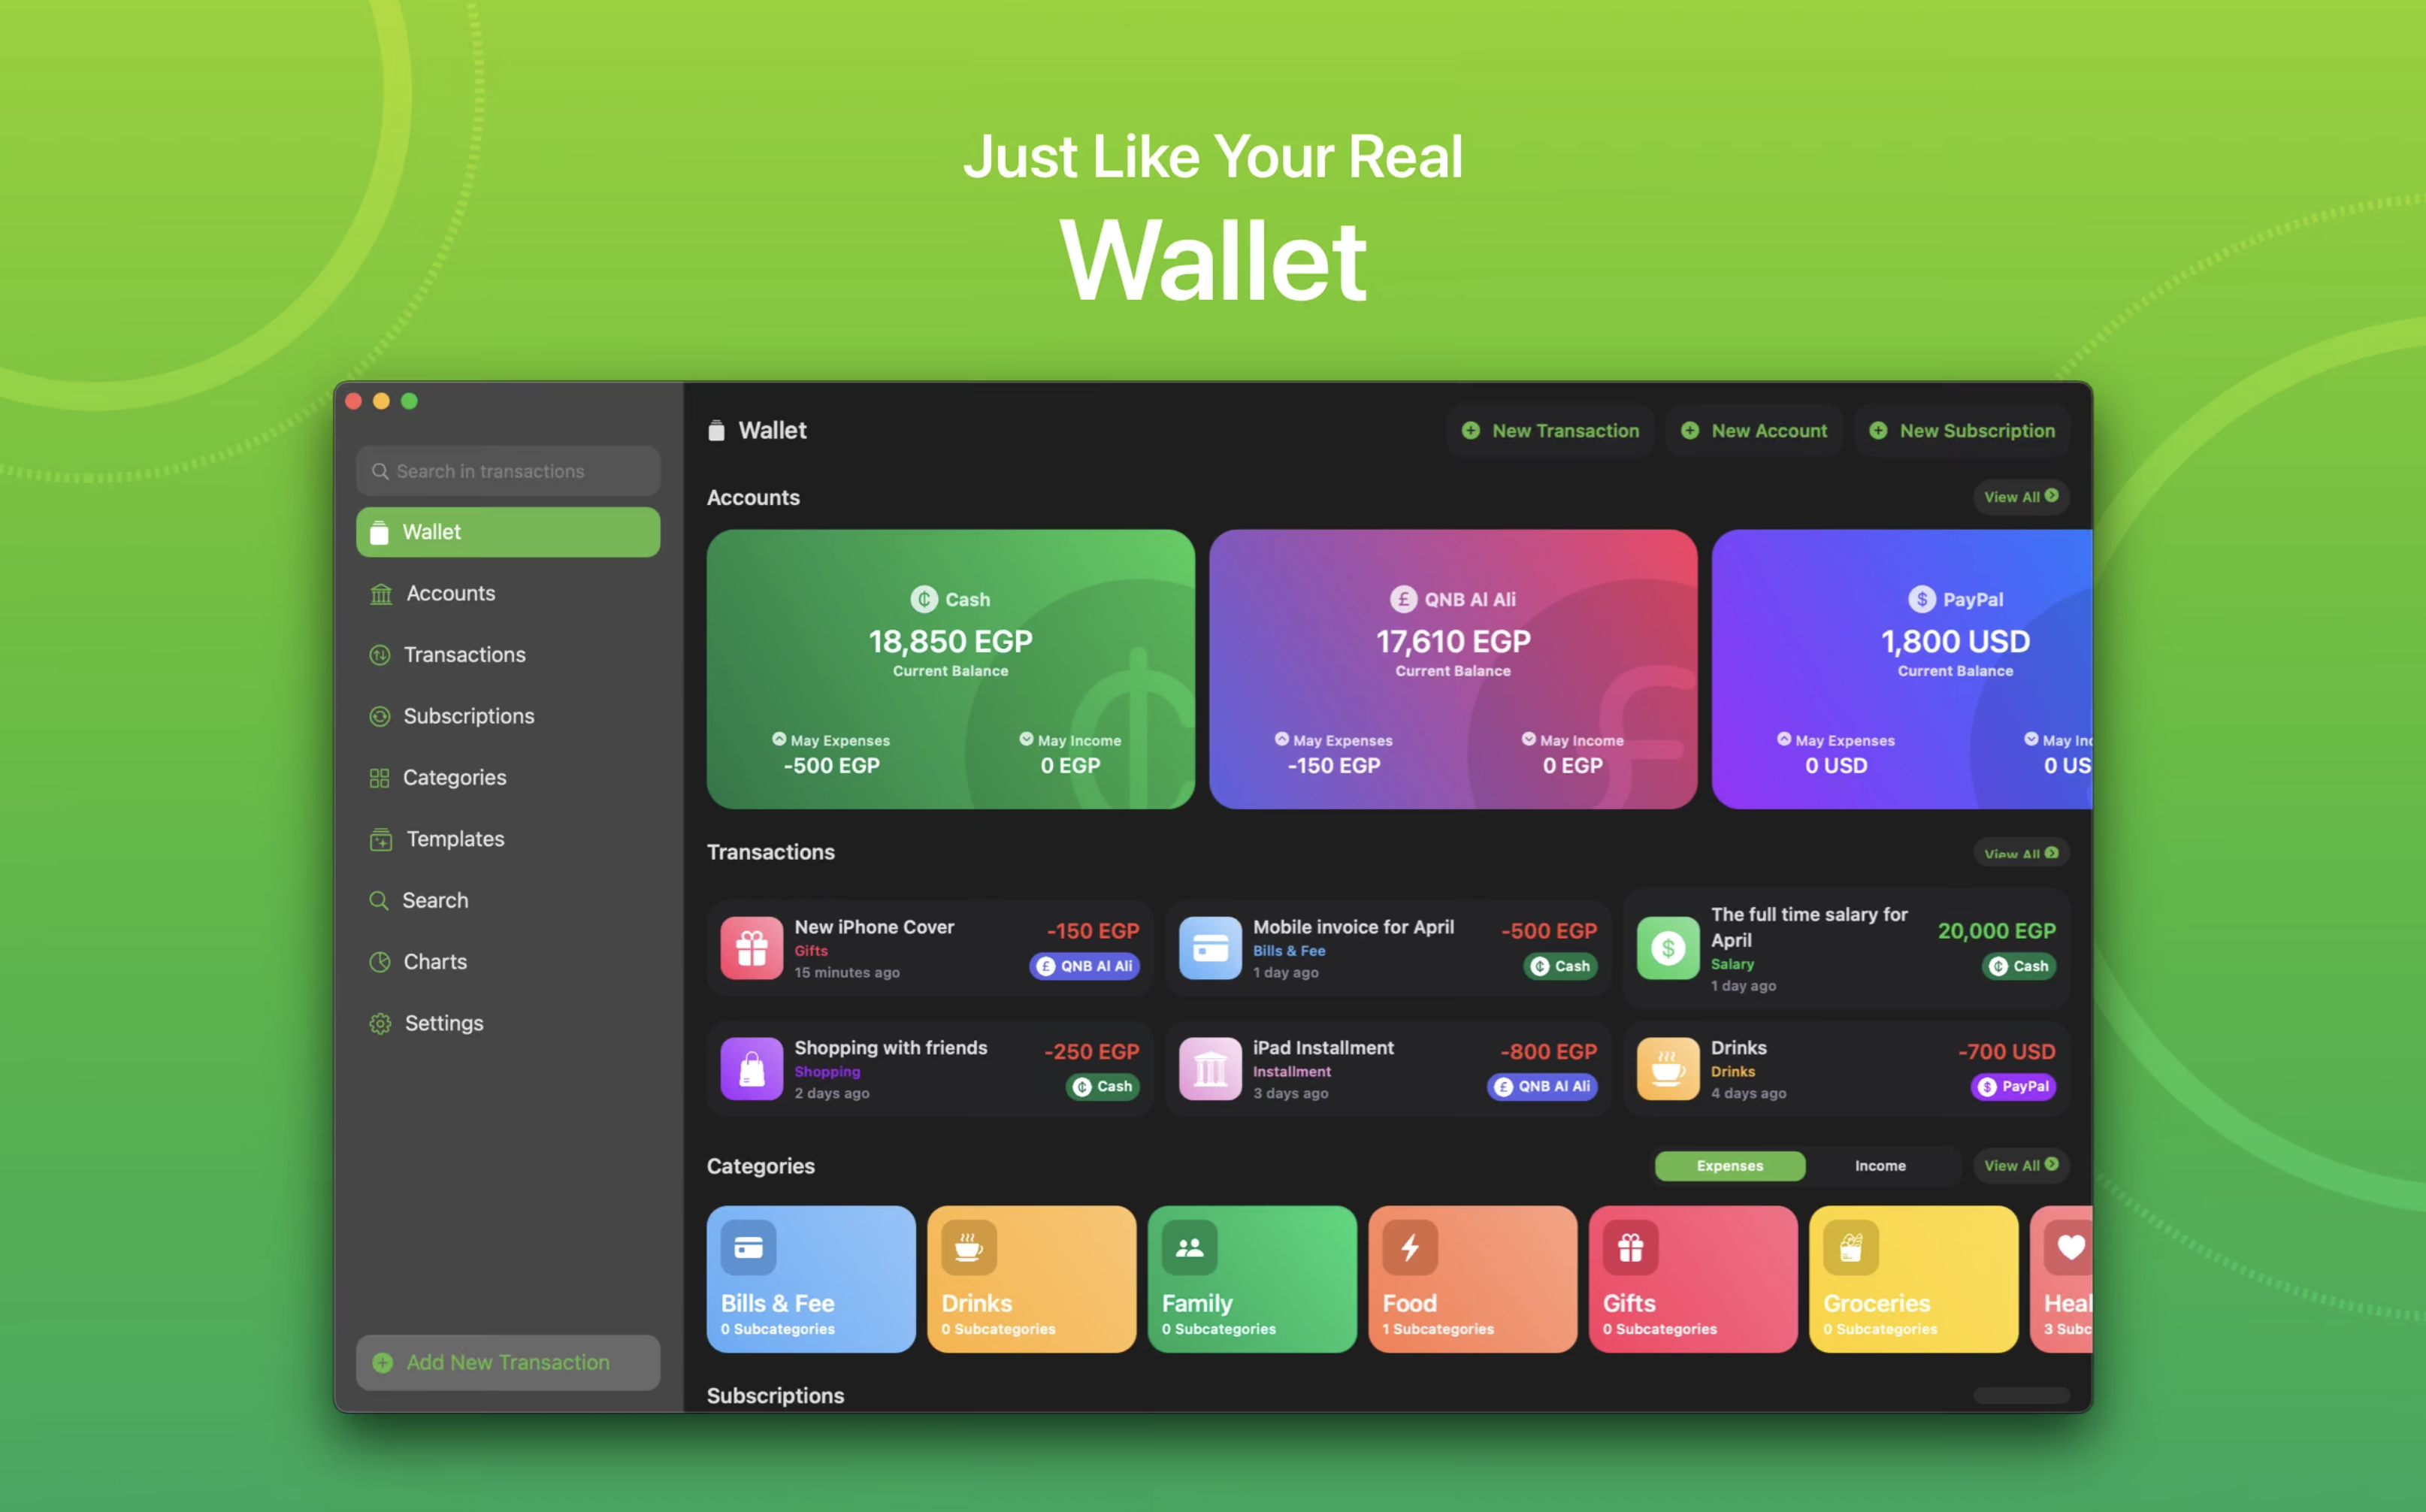 Just Like Your Real
Wallet
Search in transactions
Wallet
Accounts
Transactions
Subscriptions
Categories
Templates
Search
Charts
Settings
Add New Transaction
Wallet
New Transaction
New Account
New Subscription
Accounts
View All
Cash
18,850 EGP
Current Balance
May Expenses
-500 EGP
May Income
0 EGP
QNB Al Ali
17,610 EGP
Current Balance
May Expenses
-150 EGP
May Income
0 EGP
PayPal
1,800 USD
Current Balance
May Expenses
0 USD
May Inc
0 US
Transactions
View All
New iPhone Cover
Gifts
15 minutes ago
-150 EGP
£ QNB Al Ali
Mobile invoice for April
Bills & Fee
1 day ago
-500 EGP
Cash
The full time salary for
April
Salary
1 day ago
20,000 EGP
Cash
Shopping with friends
Shopping
2 days ago
-250 EGP
Cash
iPad Installment
Installment
3 days ago
-800 EGP
£ QNB Al Ali
Drinks
Drinks
4 days ago
-700 USD
$ PayPal
Categories
Expenses
Income
View All
Bills & Fee
0 Subcategories
Drinks
0 Subcategories
Family
0 Subcategories
Food
1 Subcategories
Gifts
0 Subcategories
Groceries
0 Subcategories
Heal
3 Subc
Subscriptions